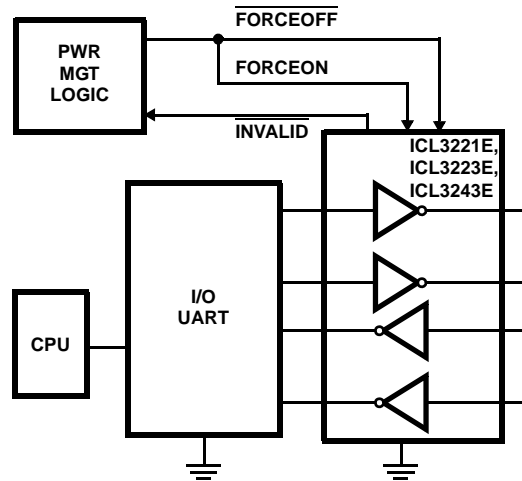 FORCEOFF
PWR
MGT
LOGIC
FORCEON
INVALID
ICL3221E,
ICL3223E,
ICL3243E
I/O
UART
CPU